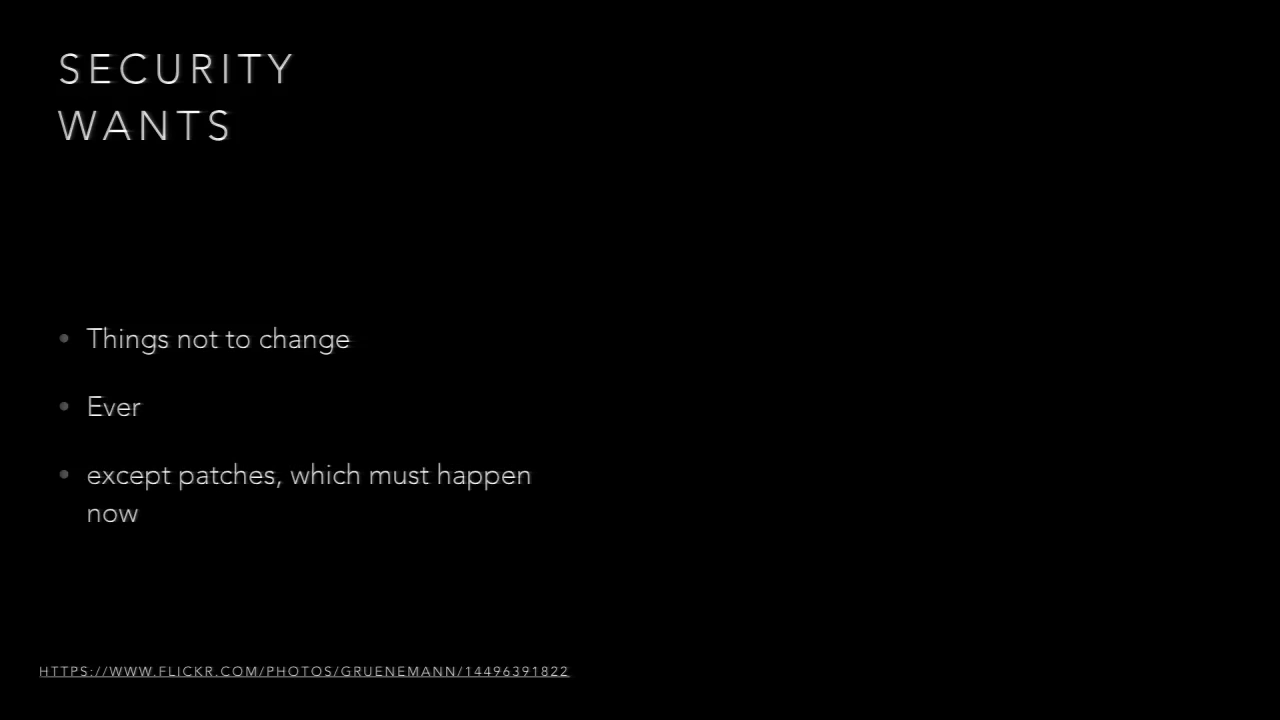 SECURITY
WANTS
• Things not to change
• Ever
• except patches, which must happen
now
HTTPS://WWW.FLICKR.COM/PHOTOS/GRUENEMANN/14496391822